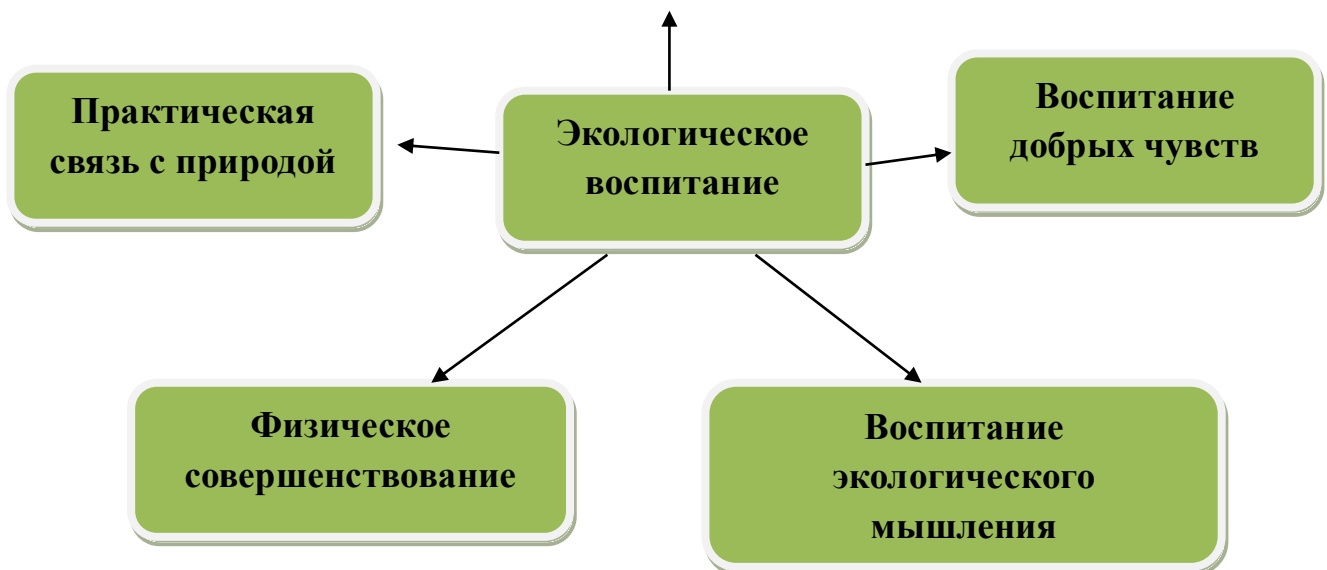 Практическая
связь с природой
Экологическое
воспитание
Воспитание
добрых чувств
Физическое
совершенствование
Воспитание
экологического
мышления